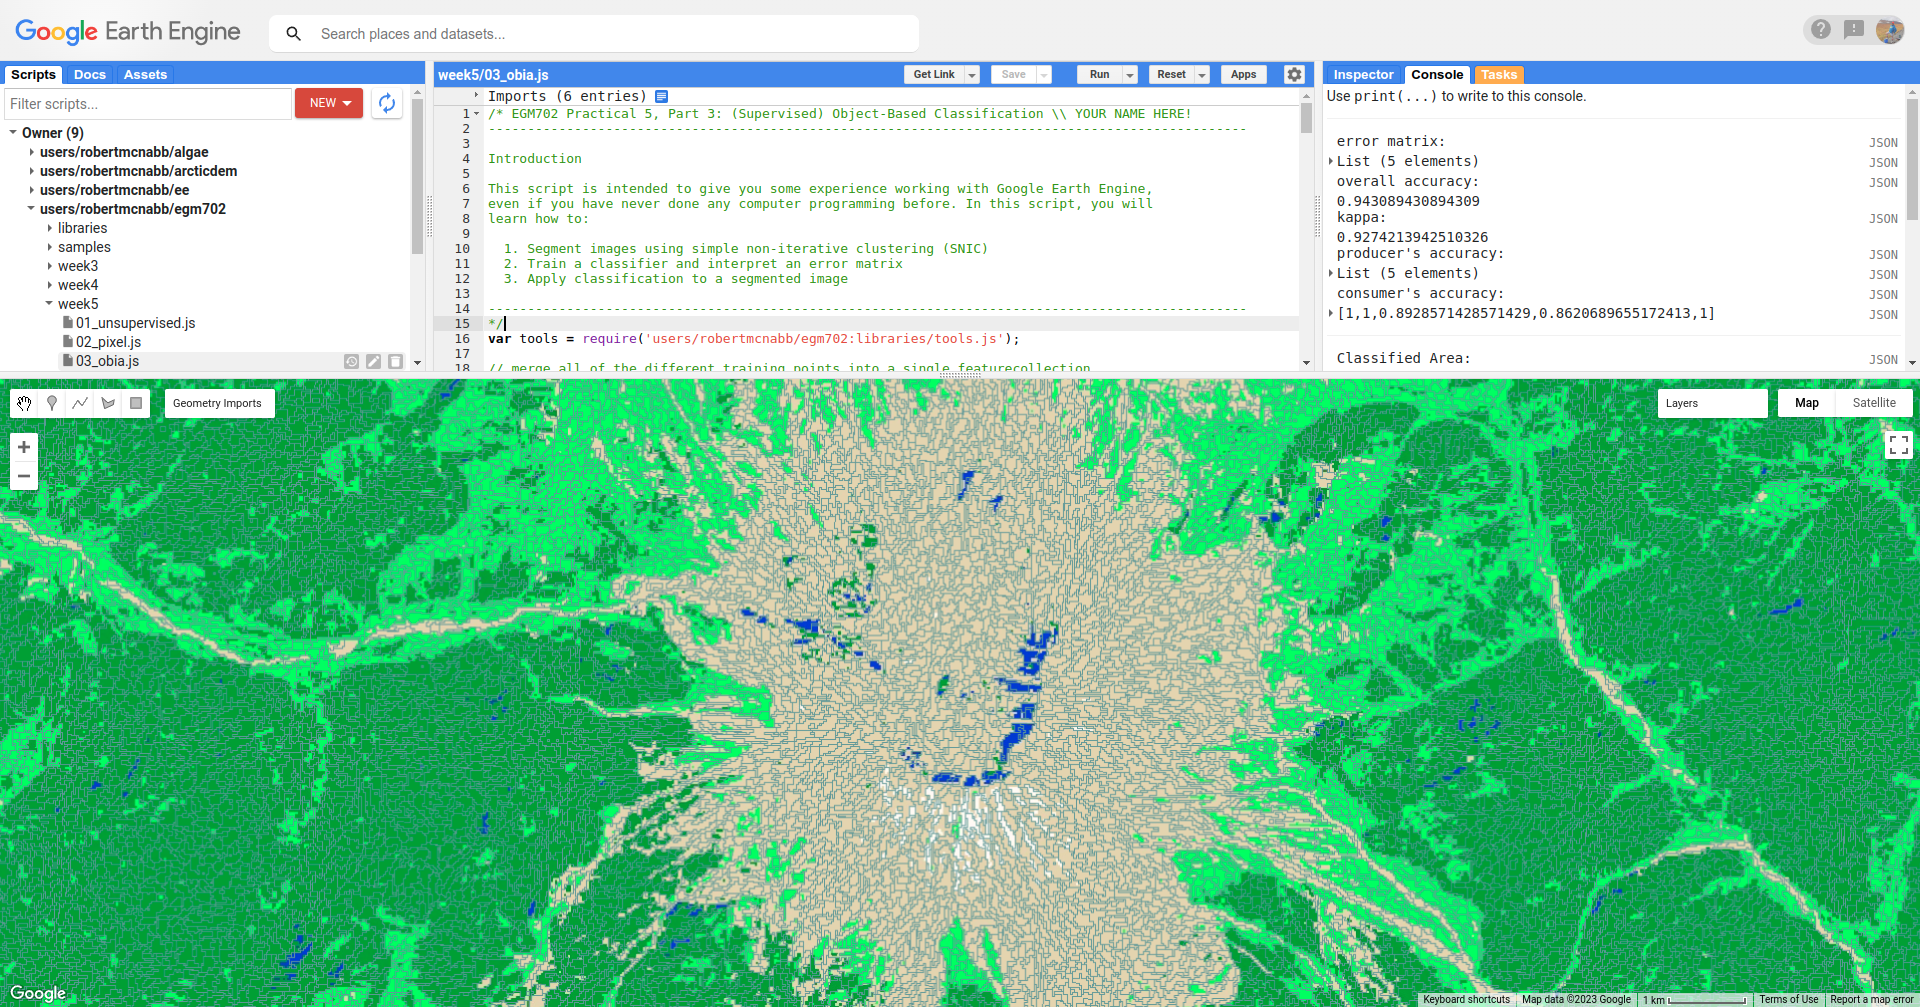 Google Earth Engine
Search places and datasets...
Scripts Docs Assets
Filter scripts...
NEW
Owner (9)
users/robertmcnabb/algae
users/robertmcnabb/arcticdem
users/robertmcnabb/ee
users/robertmcnabb/egm702
libraries
samples
week3
week4
week5
01_unsupervised.js
02_pixel.js
03_obia.js
week5/03_obia.js
Get Link Save Run Reset Apps
Imports (6 entries)
1 /* EGM702 Practical 5, Part 3: (Supervised) Object-Based Classification \\ YOUR NAME HERE!
2 -------------------------------------------------------------------------------------------------
3
4 Introduction
5
6 This script is intended to give you some experience working with Google Earth Engine,
7 even if you have never done any computer programming before. In this script, you will
8 learn how to:
9
10 1. Segment images using simple non-iterative clustering (SNIC)
11 2. Train a classifier and interpret an error matrix
12 3. Apply classification to a segmented image
13
14 -------------------------------------------------------------------------------------------------
15 */
16 var tools = require('users/robertmcnabb/egm702:libraries/tools.js');
17
18 // merge all of the different training points into a single featurecollection
Inspector Console Tasks
Use print(...) to write to this console.
error matrix: JSON
List (5 elements) JSON
overall accuracy: JSON
0.943089430894309
kappa: JSON
0.9274213942510326
producer's accuracy: JSON
List (5 elements) JSON
consumer's accuracy: JSON
[1,1,0.8928571428571429,0.8620689655172413,1] JSON
Classified Area: JSON
Geometry Imports
Layers
Map Satellite
+
−
Google
Keyboard shortcuts Map data ©2023 Google 1 km Terms of Use Report a map error